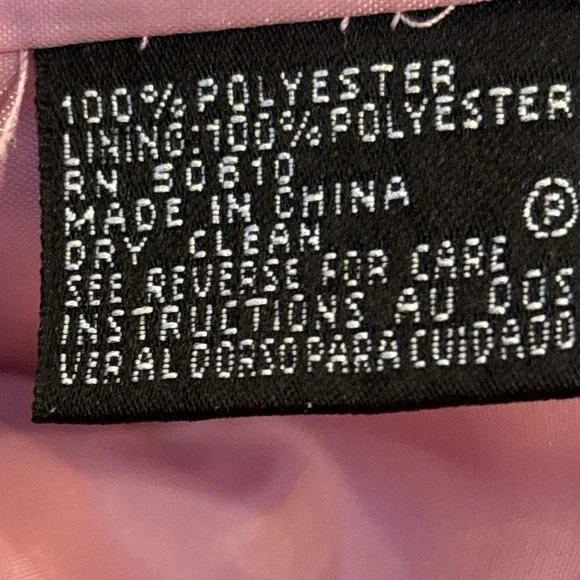 100% POLYESTER
LINING:100% POLYESTER
RN 50610
MADE IN CHINA
DRY CLEAN
Ⓟ
SEE REVERSE FOR CARE
INSTRUCTIONS AU DOS
VER AL DORSO PARA CUIDADO